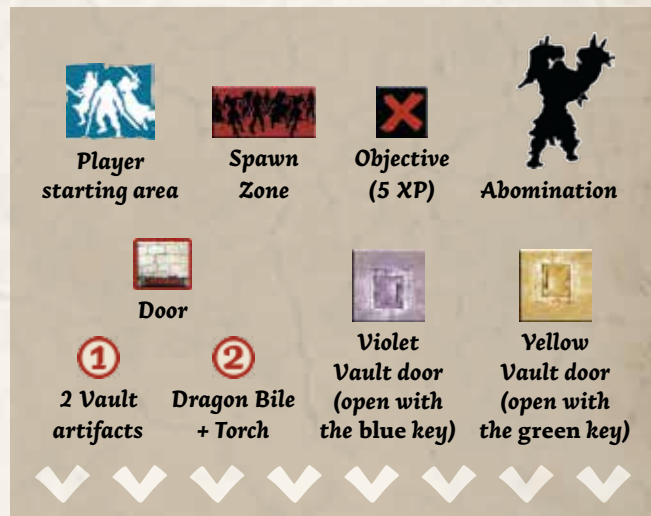 Player
starting area
Spawn
Zone
Objective
(5 XP)
Abomination
Door
1
2 Vault
artifacts
2
Dragon Bile
+ Torch
Violet
Vault door
(open with
the blue key)
Yellow
Vault door
(open with
the green key)